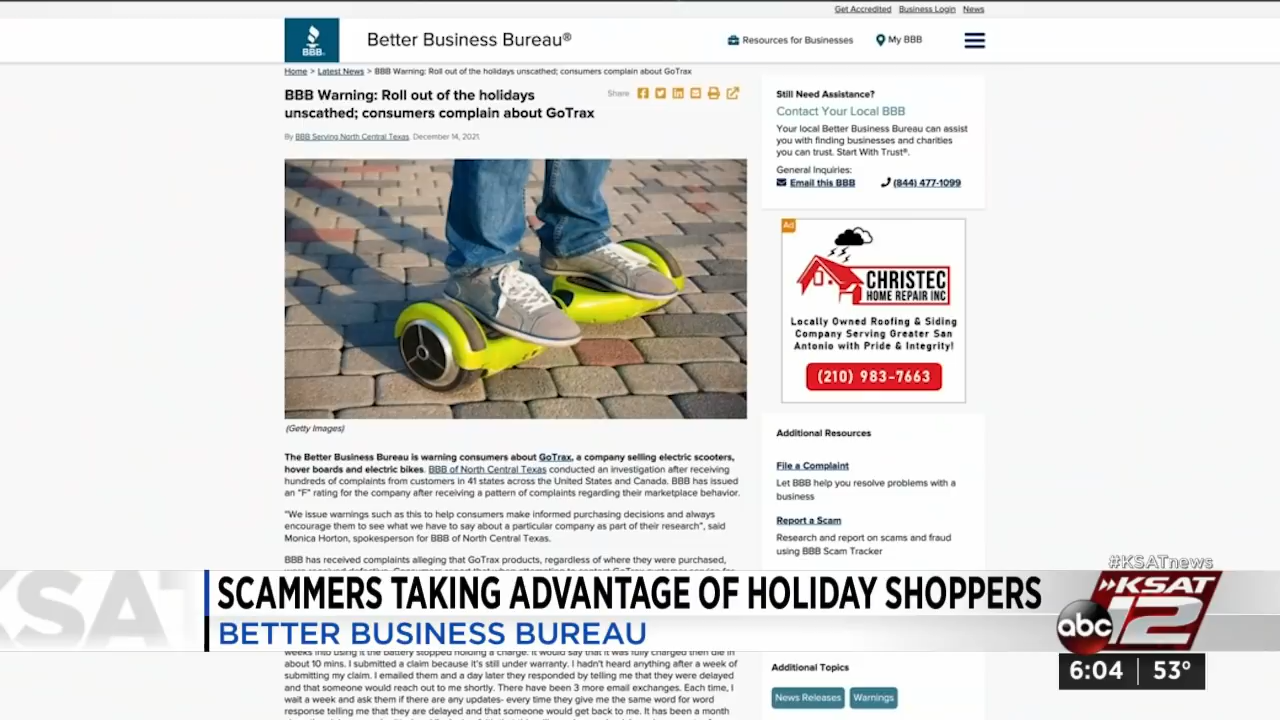 Get Accredited Business Login News
BBB
Better Business Bureau®
Resources for Businesses
My BBB
Home > Latest News > BBB Warning: Roll out of the holidays unscathed; consumers complain about GoTrax
BBB Warning: Roll out of the holidays
unscathed; consumers complain about GoTrax
Share
By BBB Serving North Central Texas. December 14, 2021.
(Getty Images)
The Better Business Bureau is warning consumers about GoTrax, a company selling electric scooters,
hover boards and electric bikes. BBB of North Central Texas conducted an investigation after receiving
hundreds of complaints from customers in 41 states across the United States and Canada. BBB has issued
an "F" rating for the company after receiving a pattern of complaints regarding their marketplace behavior.
"We issue warnings such as this to help consumers make informed purchasing decisions and always
encourage them to see what we have to say about a particular company as part of their research", said
Monica Horton, spokesperson for BBB of North Central Texas.
BBB has received complaints alleging that GoTrax products, regardless of where they were purchased,
Still Need Assistance?
Contact Your Local BBB
Your local Better Business Bureau can assist
you with finding businesses and charities
you can trust. Start With Trust®.
General Inquiries:
Email this BBB
(844) 477-1099
Ad
CHRISTEC
HOME REPAIR INC
Locally Owned Roofing & Siding
Company Serving Greater San
Antonio with Pride & Integrity!
(210) 983-7663
Additional Resources
File a Complaint
Let BBB help you resolve problems with a
business
Report a Scam
Research and report on scams and fraud
using BBB Scam Tracker
#KSATnews
KSAT
SCAMMERS TAKING ADVANTAGE OF HOLIDAY SHOPPERS
BETTER BUSINESS BUREAU
KSAT
abc 12
6:04 53°
weeks into using it the battery stopped holding a charge. It would say that it was fully charged then die in
about 10 mins. I submitted a claim because it's still under warranty. I hadn't heard anything after a week of
submitting my claim. I emailed them and a day later they responded by telling me that they were delayed
and that someone would reach out to me shortly. There have been 3 more email exchanges. Each time, I
wait a week and ask them if there are any updates- every time they give me the same word for word
response telling me that they are delayed and that someone would get back to me. It has been a month
Additional Topics
News Releases
Warnings